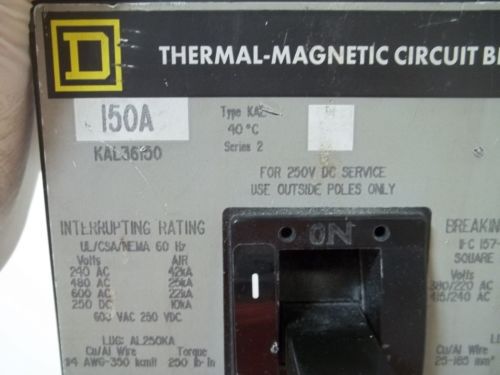 D
THERMAL-MAGNETIC CIRCUIT
150A
KAL36150
Type KAL
40°C
Series 2
FOR 250V DC SERVICE
USE OUTSIDE POLES ONLY
INTERRUPTING RATING
UL/CSA/NEMA 60 Hz
Volts AIR
240 AC 42kA
480 AC 25kA
600 AC 22kA
250 DC 10kA
600 VAC 250 VDC
LUG: AL250KA
Cu/Al Wire Torque
#4 AWG-350 kcmil 250 lb-in
ON
I
BREAKIN
IEC 157-
SQUARE
Volts
380/220 AC
415/240 AC
Cu/Al Wire
25-185 mm²